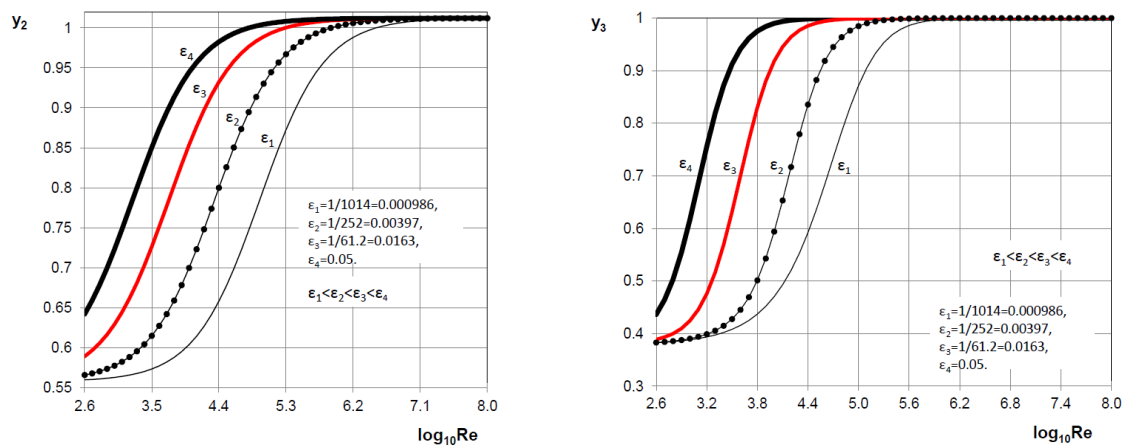 y2
1
0.95
0.9
0.85
0.8
0.75
0.7
0.65
0.6
0.55
ε4
ε3
ε2
ε1
ε1=1/1014=0.000986,
ε2=1/252=0.00397,
ε3=1/61.2=0.0163,
ε4=0.05.
ε1<ε2<ε3<ε4
2.6 3.5 4.4 5.3 6.2 7.1 8.0
log10Re
y3
1
0.9
0.8
0.7
0.6
0.5
0.4
0.3
ε4 ε3 ε2 ε1
ε1<ε2<ε3<ε4
ε1=1/1014=0.000986,
ε2=1/252=0.00397,
ε3=1/61.2=0.0163,
ε4=0.05.
2.6 3.2 3.8 4.4 5.0 5.6 6.2 6.8 7.4 8.0
log10Re